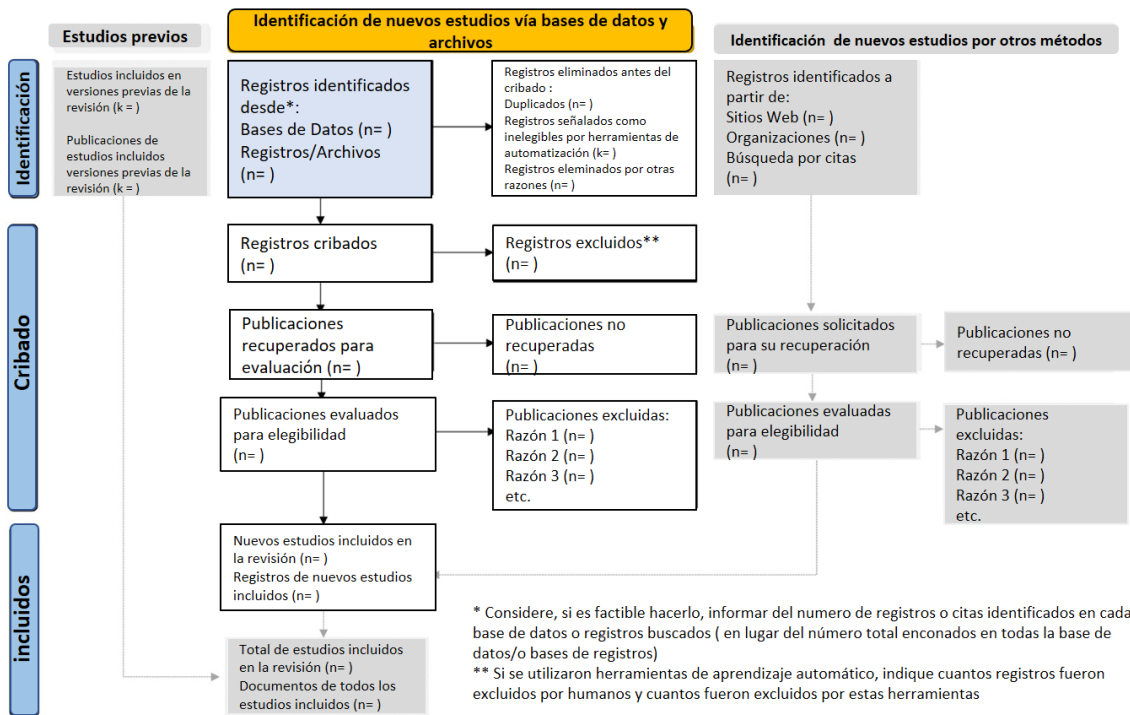 Estudios previos
Identificación de nuevos estudios vía bases de datos y
archivos
Identificación de nuevos estudios por otros métodos
Identificación
Estudios incluidos en
versiones previas de la
revisión (k = )
Publicaciones de
estudios incluidos
versiones previas de la
revisión (k = )
Registros identificados
desde*:
Bases de Datos (n= )
Registros/Archivos
(n= )
Registros eliminados antes del
cribado :
Duplicados (n= )
Registros señalados como
inelegibles por herramientas de
automatización (k= )
Registros eleminados por otras
razones (n= )
Registros identificados a
partir de:
Sitios Web (n= )
Organizaciones (n= )
Búsqueda por citas
(n= )
Cribado
Registros cribados
(n= )
Registros excluidos**
(n= )
Publicaciones
recuperados para
evaluación (n= )
Publicaciones no
recuperadas
(n= )
Publicaciones solicitados
para su recuperación
(n= )
Publicaciones no
recuperadas (n= )
Publicaciones evaluados
para elegibilidad
(n= )
Publicaciones excluidas:
Razón 1 (n= )
Razón 2 (n= )
Razón 3 (n= )
etc.
Publicaciones evaluadas
para elegibilidad
(n= )
Publicaciones
excluidas:
Razón 1 (n= )
Razón 2 (n= )
Razón 3 (n= )
etc.
incluidos
Nuevos estudios incluidos en
la revisión (n= )
Registros de nuevos estudios
incluidos (n= )
Total de estudios incluidos
en la revisión (n= )
Documentos de todos los
estudios incluidos (n= )
* Considere, si es factible hacerlo, informar del numero de registros o citas identificados en cada
base de datos o registros buscados ( en lugar del número total enconados en todas la base de
datos/o bases de registros)
** Si se utilizaron herramientas de aprendizaje automático, indique cuantos registros fueron
excluidos por humanos y cuantos fueron excluidos por estas herramientas